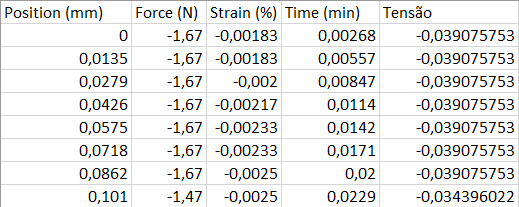 Position (mm) Force (N) Strain (%) Time (min) Tensão
0 -1,67 -0,00183 0,00268 -0,039075753
0,0135 -1,67 -0,00183 0,00557 -0,039075753
0,0279 -1,67 -0,002 0,00847 -0,039075753
0,0426 -1,67 -0,00217 0,0114 -0,039075753
0,0575 -1,67 -0,00233 0,0142 -0,039075753
0,0718 -1,67 -0,00233 0,0171 -0,039075753
0,0862 -1,67 -0,0025 0,02 -0,039075753
0,101 -1,47 -0,0025 0,0229 -0,034396022